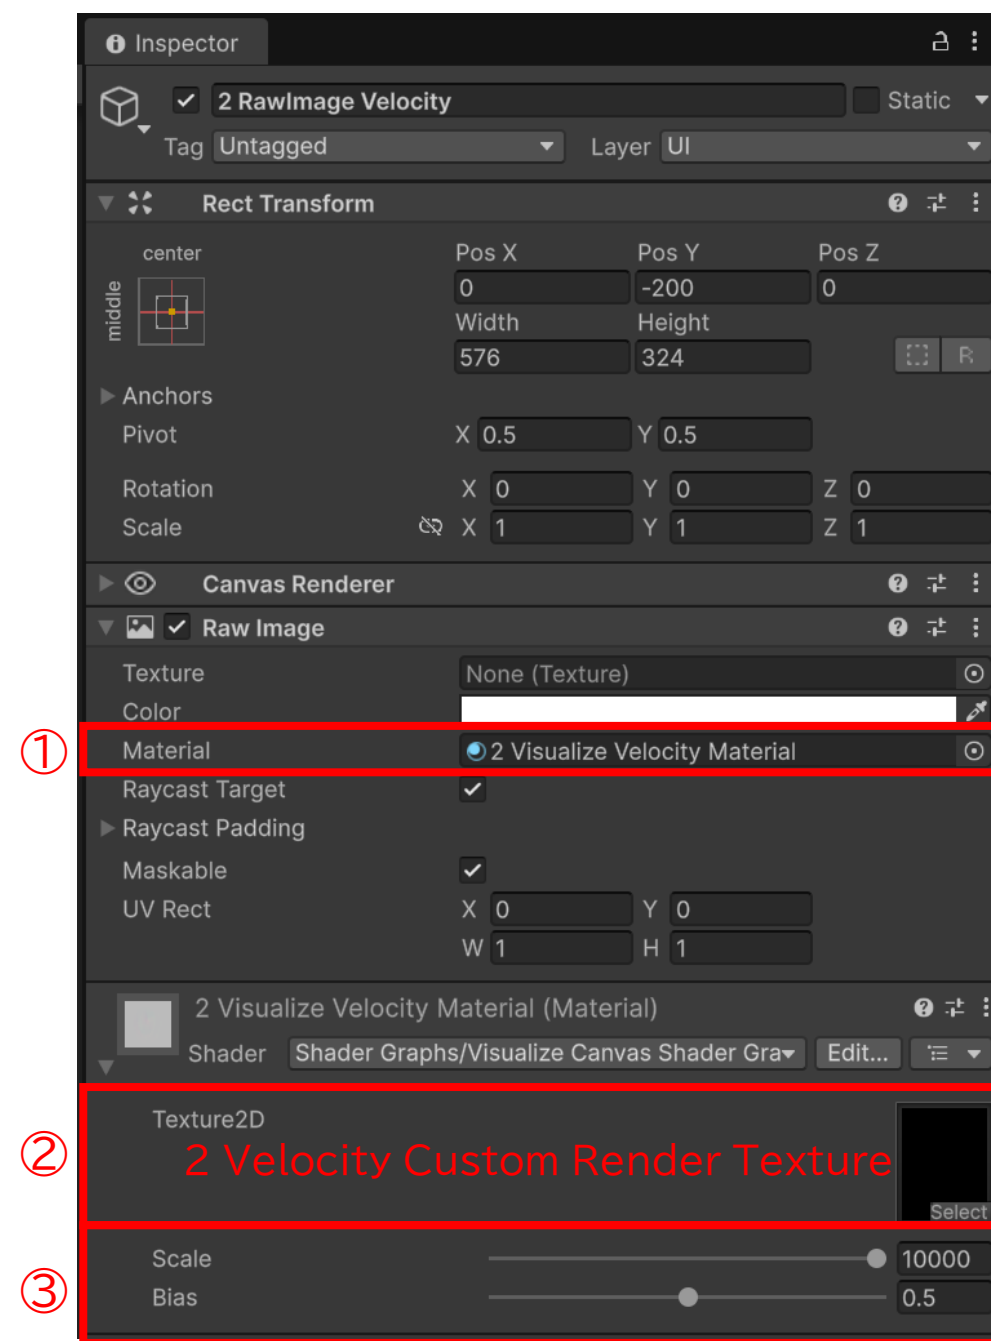 Inspector
2 RawImage Velocity Static
Tag Untagged Layer UI
Rect Transform
center Pos X Pos Y Pos Z
middle 0 -200 0
Width Height
576 324 R
Anchors
Pivot X 0.5 Y 0.5
Rotation X 0 Y 0 Z 0
Scale X 1 Y 1 Z 1
Canvas Renderer
Raw Image
Texture None (Texture)
Color
① Material 2 Visualize Velocity Material
Raycast Target
Raycast Padding
Maskable
UV Rect X 0 Y 0
W 1 H 1
2 Visualize Velocity Material (Material)
Shader Shader Graphs/Visualize Canvas Shader Gra Edit...
Texture2D
② 2 Velocity Custom Render Texture
Select
Scale 10000
③ Bias 0.5